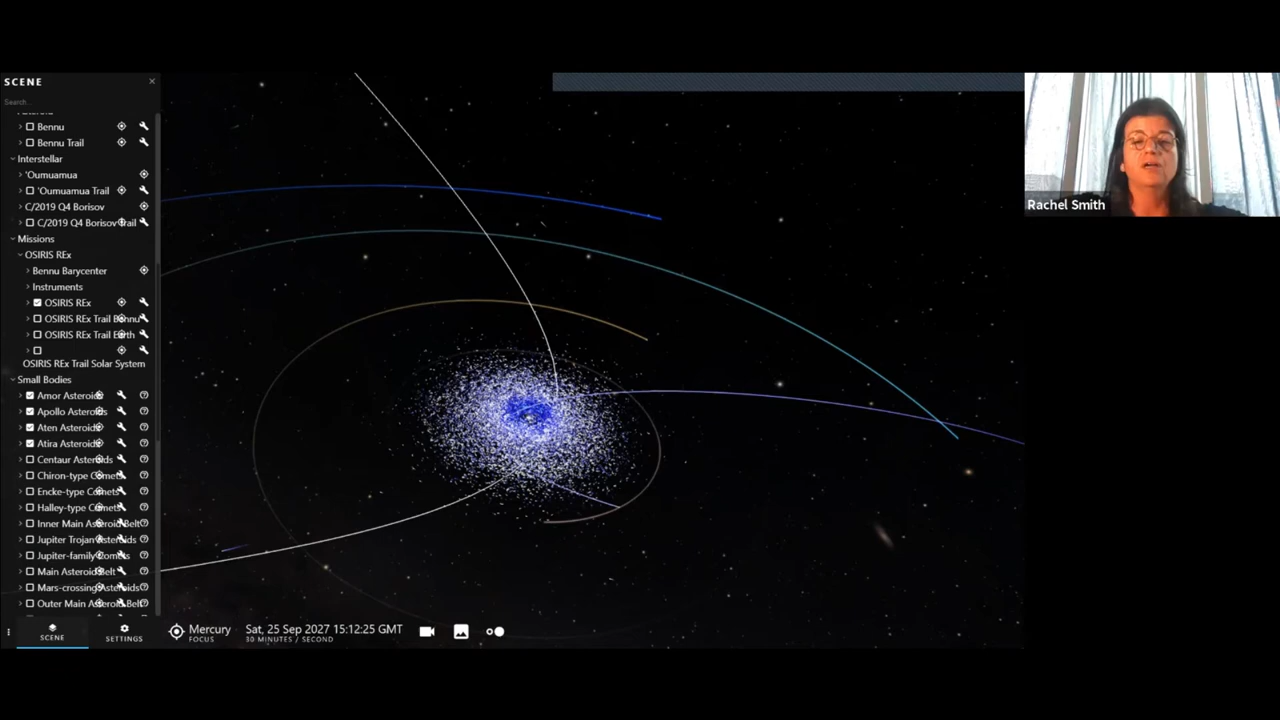 SCENE
Search...
Bennu
Bennu Trail
Interstellar
'Oumuamua
'Oumuamua Trail
C/2019 Q4 Borisov
C/2019 Q4 Borisov Trail
Missions
OSIRIS REx
Bennu Barycenter
Instruments
OSIRIS REx
OSIRIS REx Trail Bennu
OSIRIS REx Trail Earth
OSIRIS REx Trail Solar System
Small Bodies
Amor Asteroids
Apollo Asteroids
Aten Asteroids
Atira Asteroids
Centaur Asteroids
Chiron-type Comets
Encke-type Comets
Halley-type Comets
Inner Main Asteroid Belt
Jupiter Trojan Asteroids
Jupiter-family Comets
Main Asteroid Belt
Mars-crossing Asteroids
Outer Main Asteroid Belt
SCENE
SETTINGS
Mercury
FOCUS
Sat, 25 Sep 2027 15:12:25 GMT
30 MINUTES / SECOND
Rachel Smith